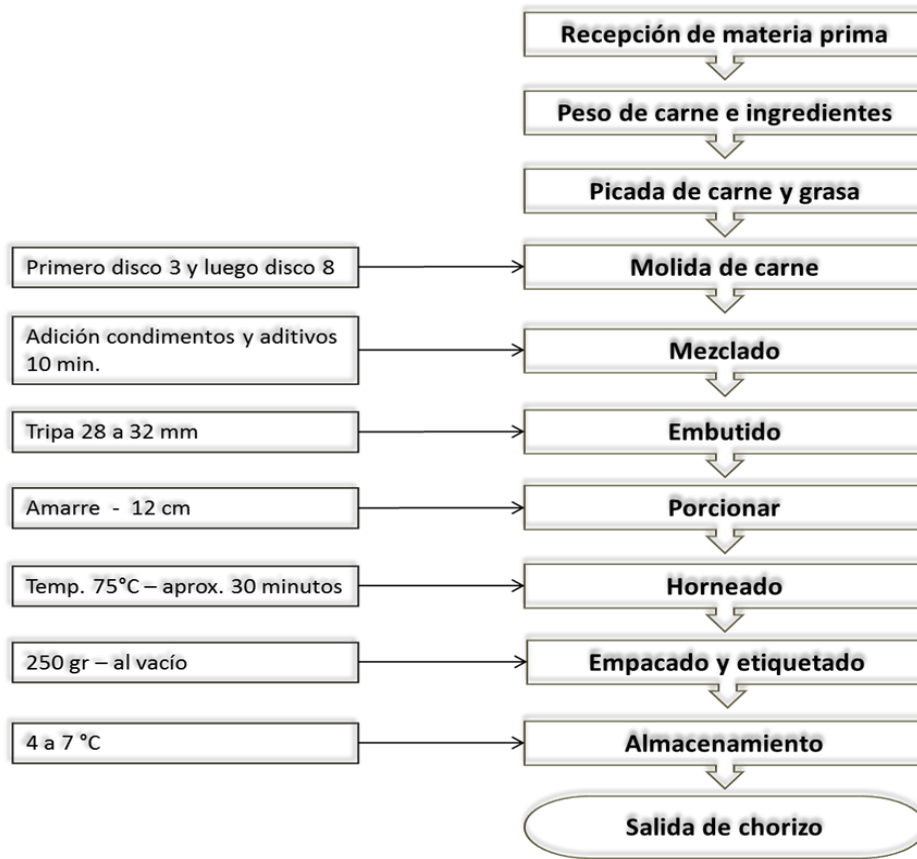 Recepción de materia prima
Peso de carne e ingredientes
Picada de carne y grasa
Primero disco 3 y luego disco 8
Molida de carne
Adición condimentos y aditivos
10 min.
Mezclado
Tripa 28 a 32 mm
Embutido
Amarre - 12 cm
Porcionar
Temp. 75°C – aprox. 30 minutos
Horneado
250 gr – al vacío
Empacado y etiquetado
4 a 7 °C
Almacenamiento
Salida de chorizo